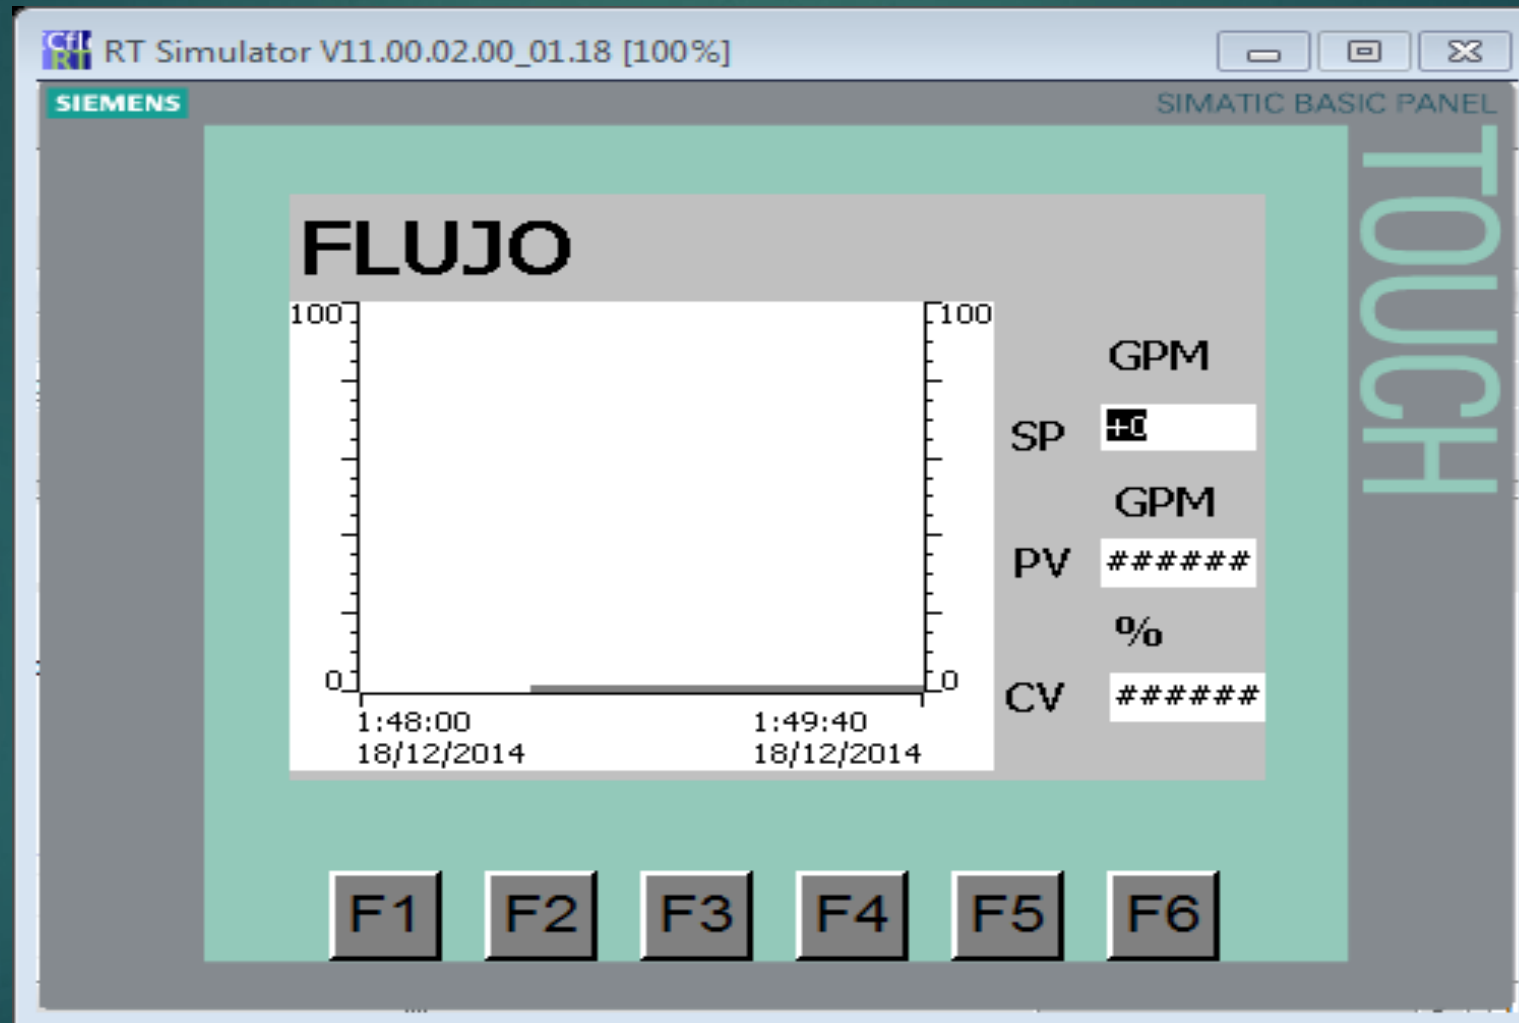 RT Simulator V11.00.02.00_01.18 [100%]
SIEMENS
SIMATIC BASIC PANEL
TOUCH
FLUJO
100
100
GPM
SP
+0
GPM
PV
######
%
0
0
CV
######
1:48:00
1:49:40
18/12/2014
18/12/2014
F1 F2 F3 F4 F5 F6